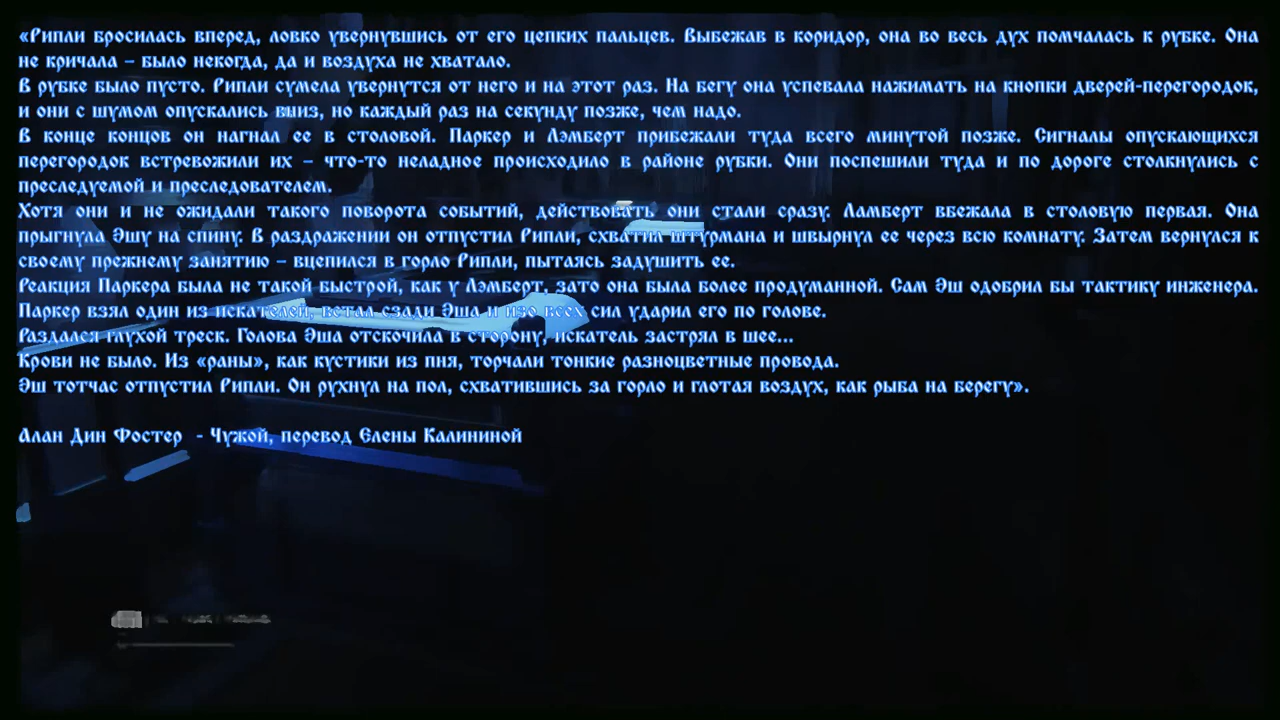 «Рипли бросилась вперед, ловко увернувшись от его цепких пальцев. Выбежав в коридор, она во весь дух помчалась к рубке. Она
не кричала – было некогда, да и воздуха не хватало.
В рубке было пусто. Рипли сумела увернутся от него и на этот раз. На бегу она успевала нажимать на кнопки дверей-перегородок,
и они с шумом опускались вниз, но каждый раз на секунду позже, чем надо.
В конце концов он нагнал ее в столовой. Паркер и Лэмберт прибежали туда всего минутой позже. Сигналы опускающихся
перегородок встревожили их – что-то неладное происходило в районе рубки. Они поспешили туда и по дороге столкнулись с
преследуемой и преследователем.
Хотя они и не ожидали такого поворота событий, действовать они стали сразу. Ламберт вбежала в столовую первая. Она
прыгнула Эшу на спину. В раздражении он отпустил Рипли, схватил штурмана и швырнул ее через всю комнату. Затем вернулся к
своему прежнему занятию – вцепился в горло Рипли, пытаясь задушить ее.
Реакция Паркера была не такой быстрой, как у Лэмберт, зато она была более продуманной. Сам Эш одобрил бы тактику инженера.
Паркер взял один из искателей, встал сзади Эша и изо всех сил ударил его по голове.
Раздался глухой треск. Голова Эша отскочила в сторону, искатель застрял в шее...
Крови не было. Из «раны», как кустики из пня, торчали тонкие разноцветные провода.
Эш тотчас отпустил Рипли. Он рухнул на пол, схватившись за горло и глотая воздух, как рыба на берегу».
Алан Дин Фостер - Чужой, перевод Елены Калининой